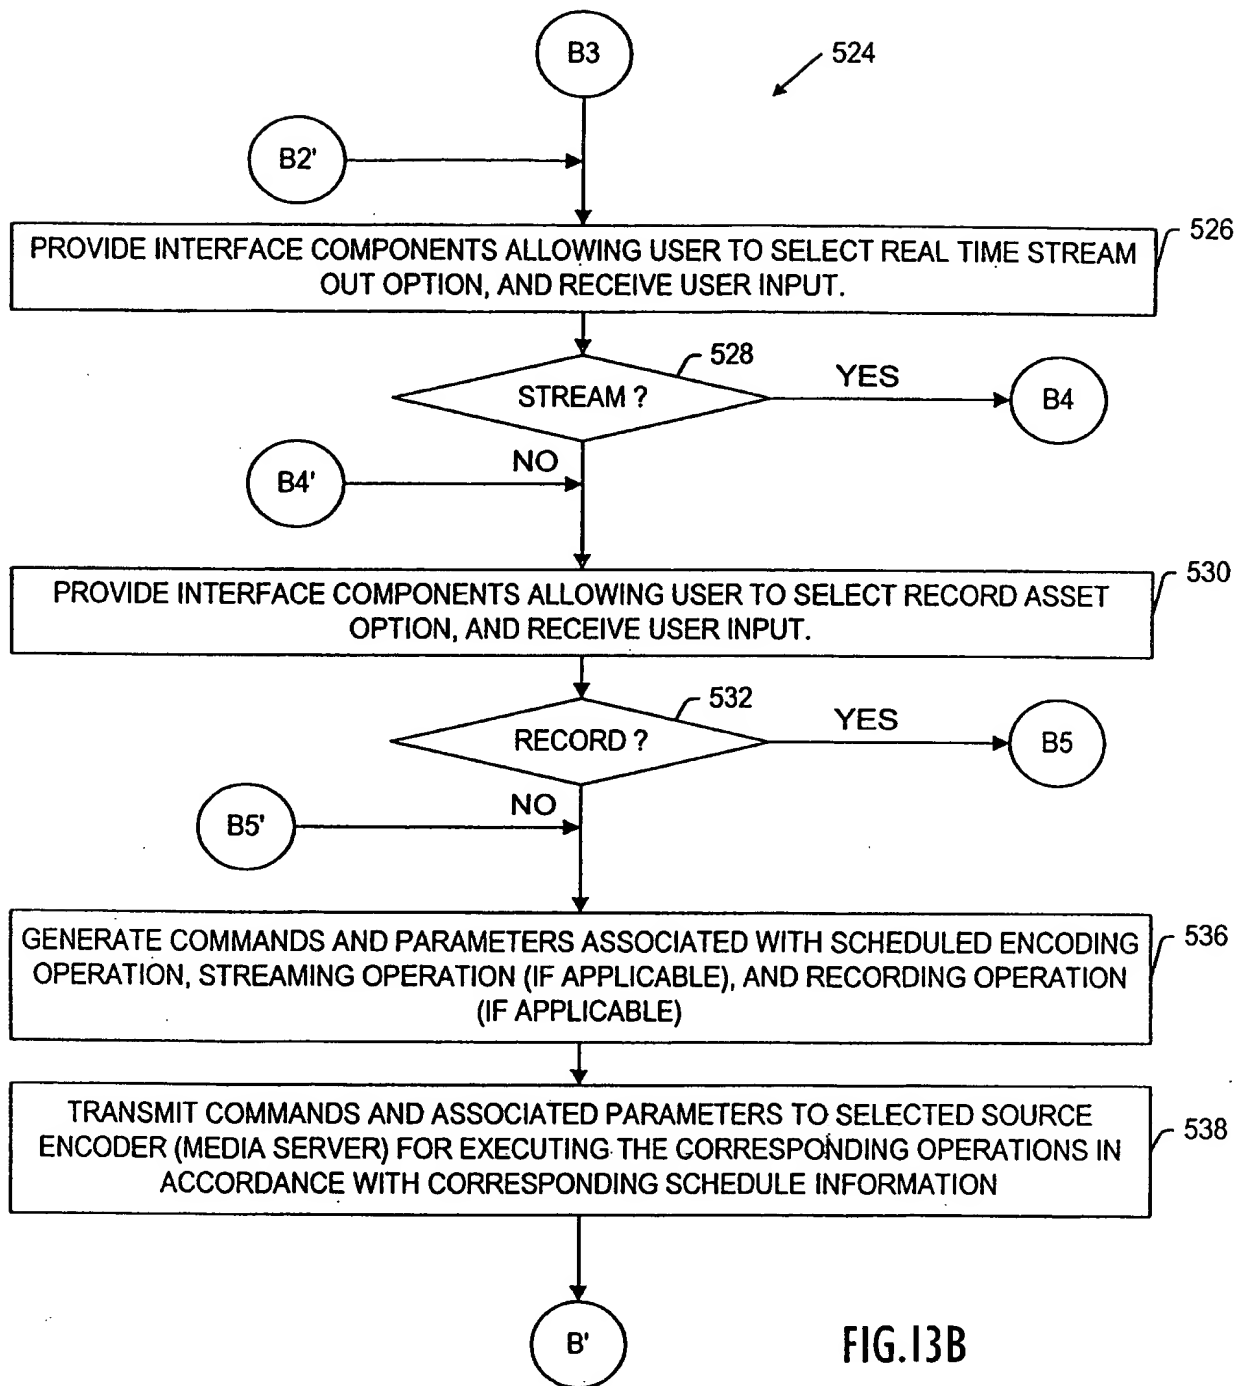 B3
524
B2'
526
PROVIDE INTERFACE COMPONENTS ALLOWING USER TO SELECT REAL TIME STREAM
OUT OPTION, AND RECEIVE USER INPUT.
528
STREAM ?
YES
B4
NO
B4'
530
PROVIDE INTERFACE COMPONENTS ALLOWING USER TO SELECT RECORD ASSET
OPTION, AND RECEIVE USER INPUT.
532
RECORD ?
YES
B5
NO
B5'
536
GENERATE COMMANDS AND PARAMETERS ASSOCIATED WITH SCHEDULED ENCODING
OPERATION, STREAMING OPERATION (IF APPLICABLE), AND RECORDING OPERATION
(IF APPLICABLE)
538
TRANSMIT COMMANDS AND ASSOCIATED PARAMETERS TO SELECTED SOURCE
ENCODER (MEDIA SERVER) FOR EXECUTING THE CORRESPONDING OPERATIONS IN
ACCORDANCE WITH CORRESPONDING SCHEDULE INFORMATION
B'
FIG.13B